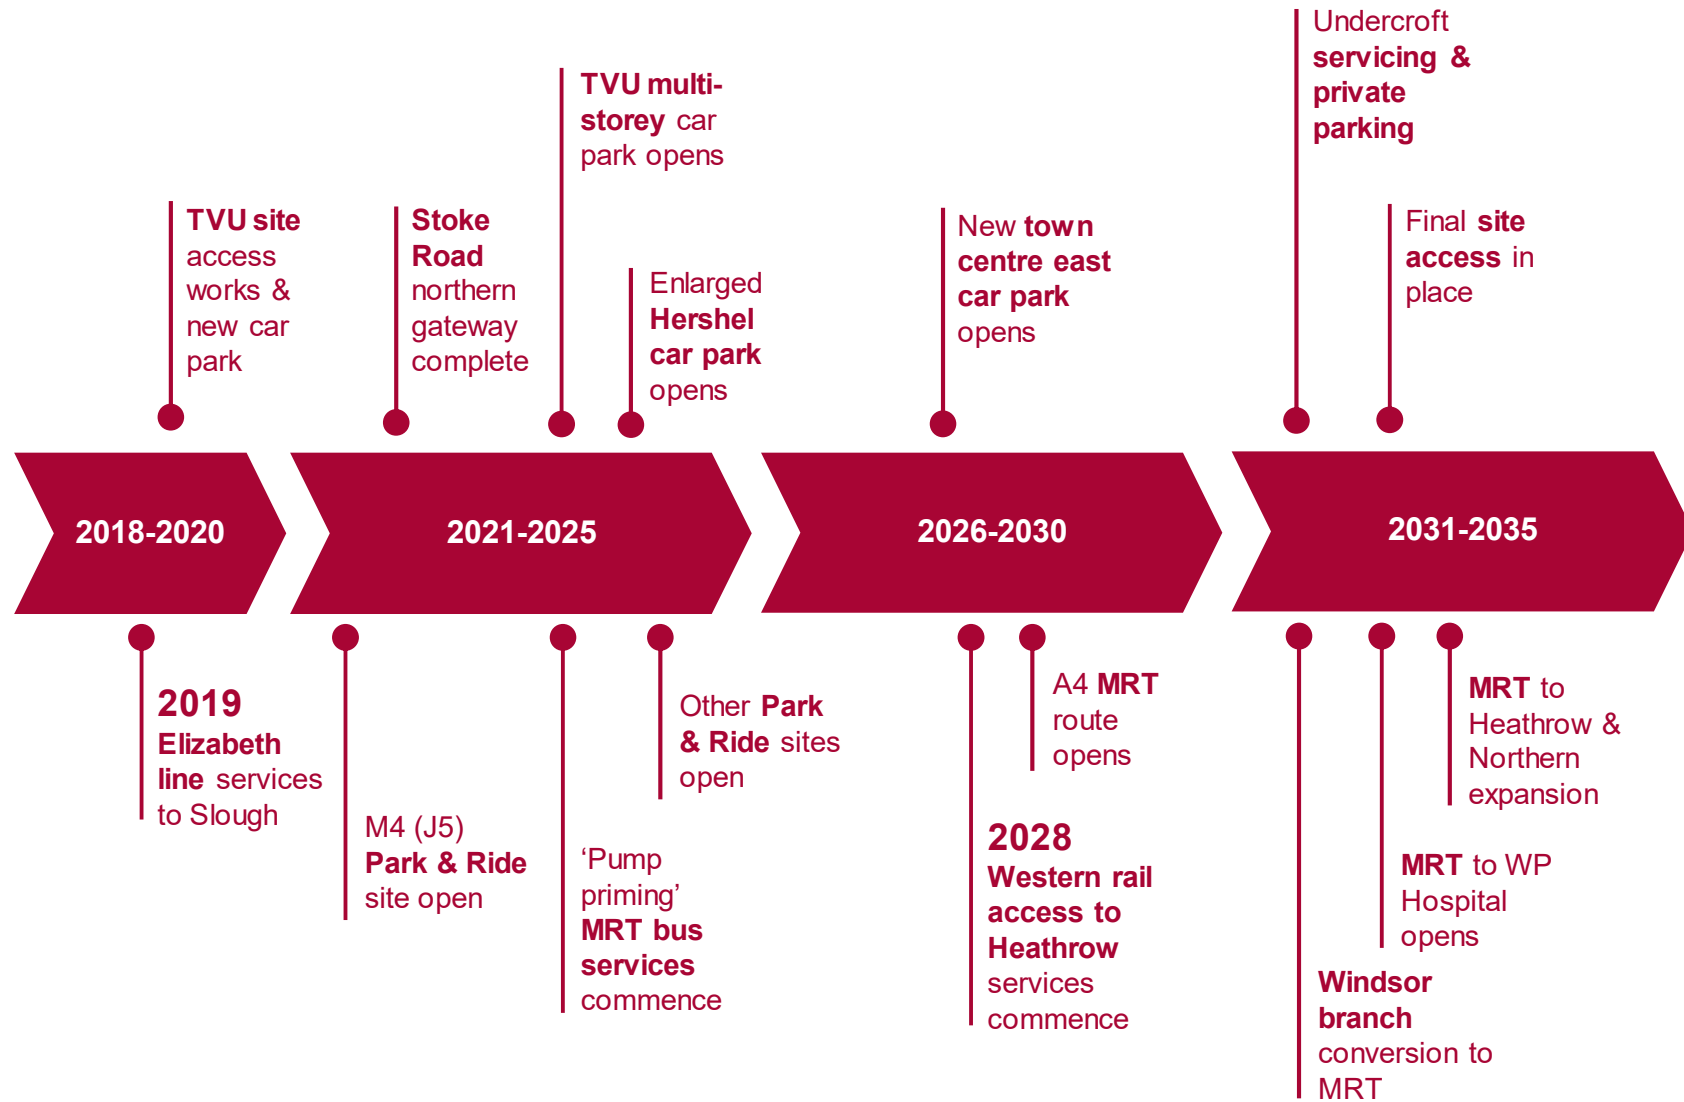 TVU site
access
works &
new car
park
Stoke
Road
northern
gateway
complete
TVU multi-
storey car
park opens
Enlarged
Hershel
car park
opens
New town
centre east
car park
opens
Undercroft
servicing &
private
parking
Final site
access in
place
2018-2020
2021-2025
2026-2030
2031-2035
2019
Elizabeth
line services
to Slough
M4 (J5)
Park & Ride
site open
‘Pump
priming’
MRT bus
services
commence
Other Park
& Ride sites
open
2028
Western rail
access to
Heathrow
services
commence
A4 MRT
route
opens
Windsor
branch
conversion to
MRT
MRT to WP
Hospital
opens
MRT to
Heathrow &
Northern
expansion